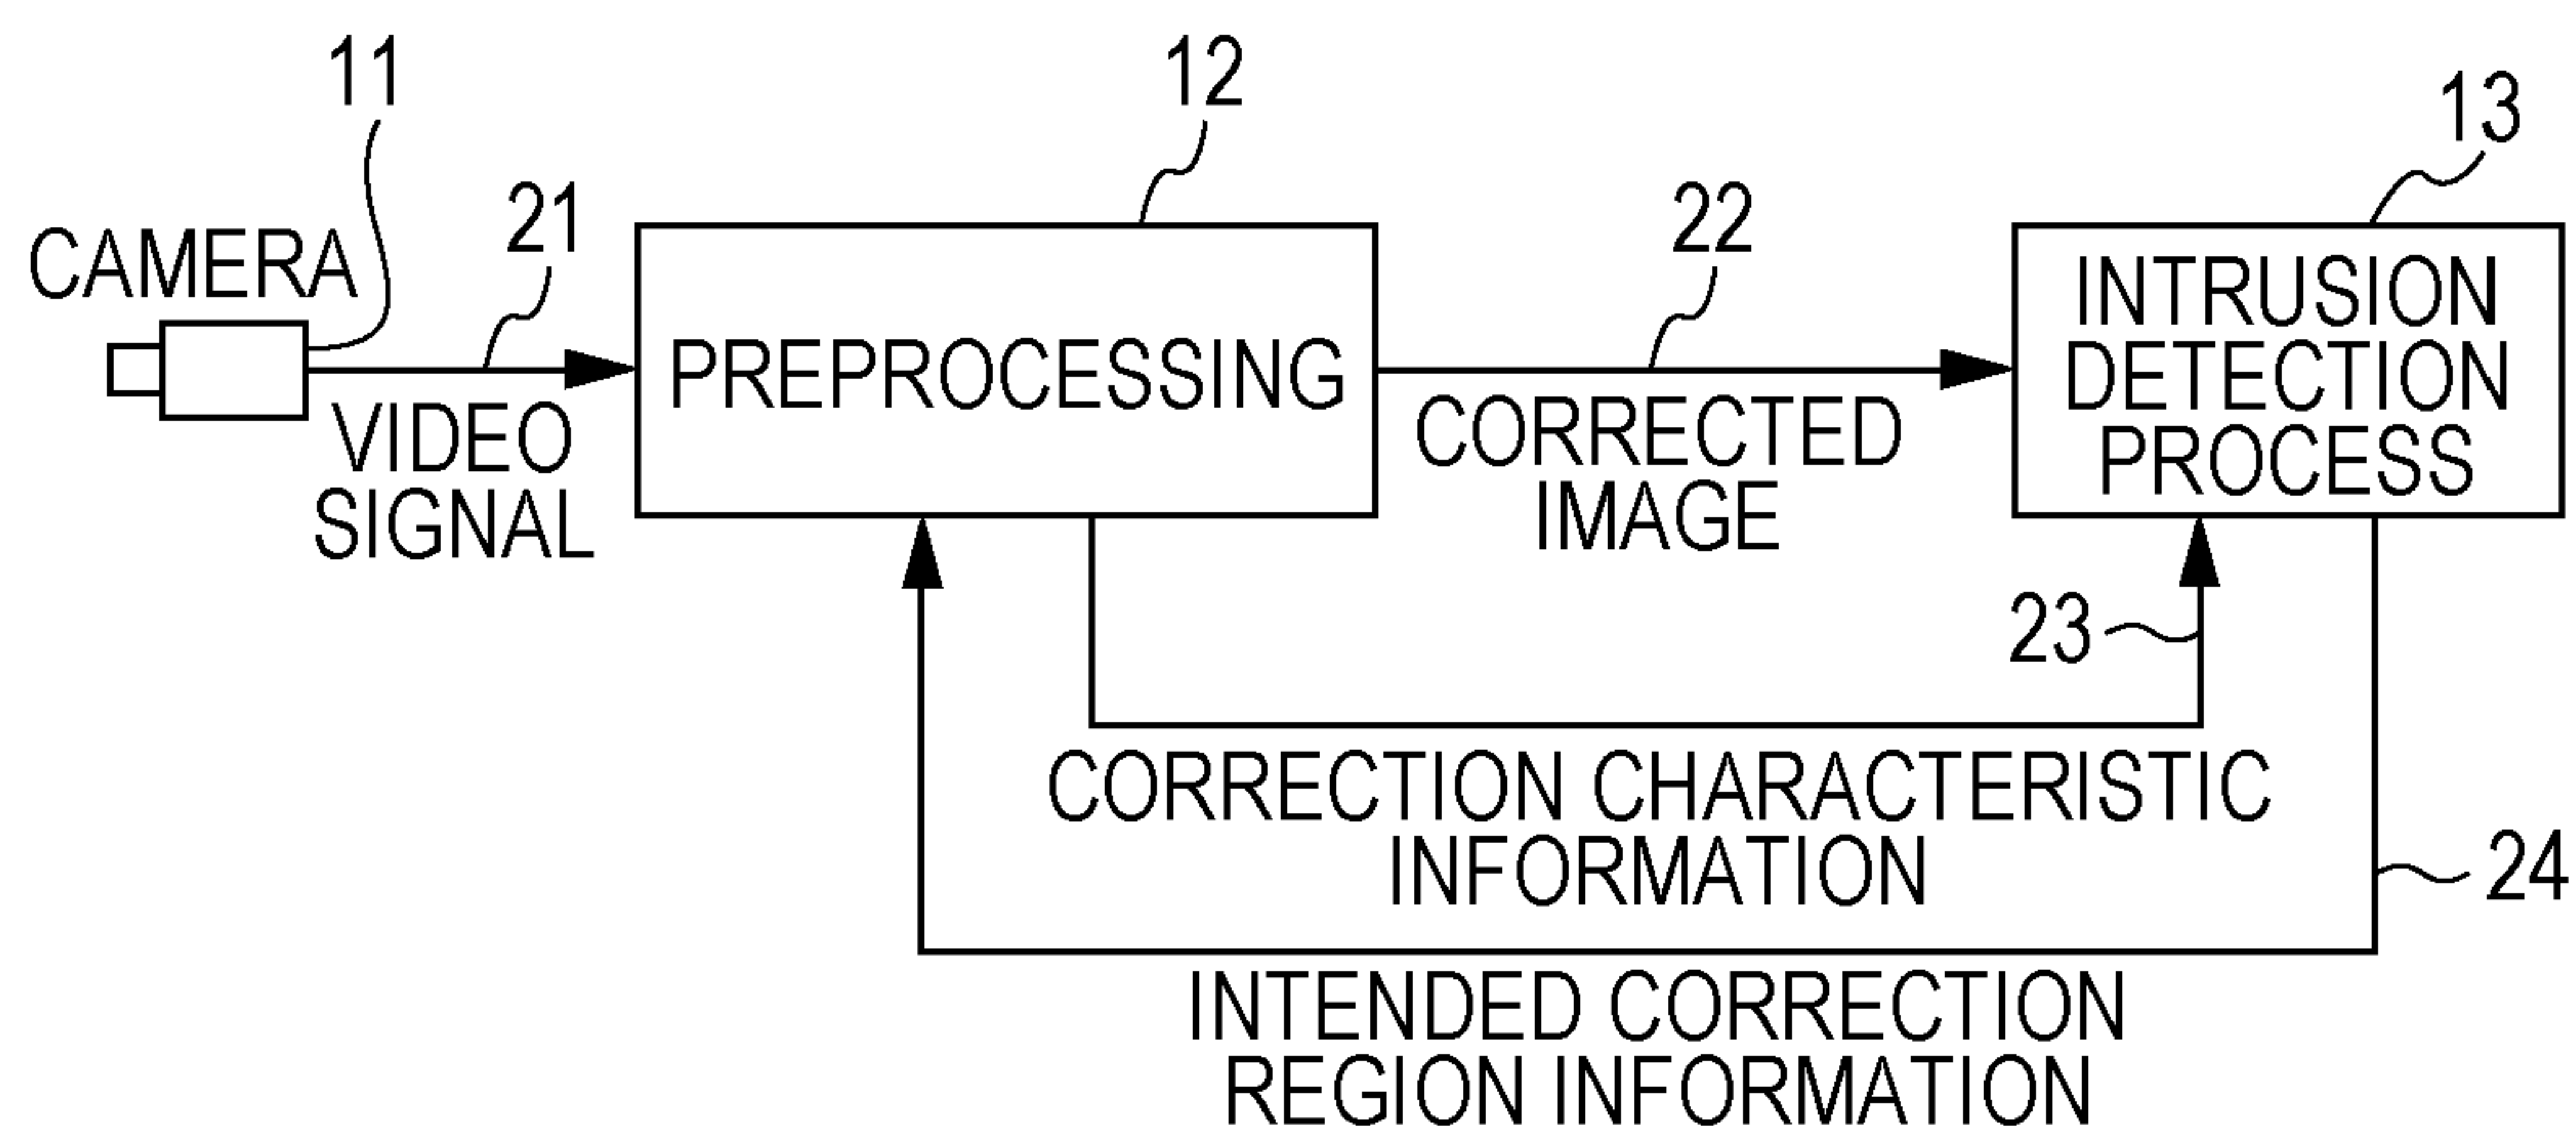 11
12
13
CAMERA
21
22
VIDEO
SIGNAL
PREPROCESSING
CORRECTED
IMAGE
INTRUSION
DETECTION
PROCESS
23
CORRECTION CHARACTERISTIC
INFORMATION
24
INTENDED CORRECTION
REGION INFORMATION